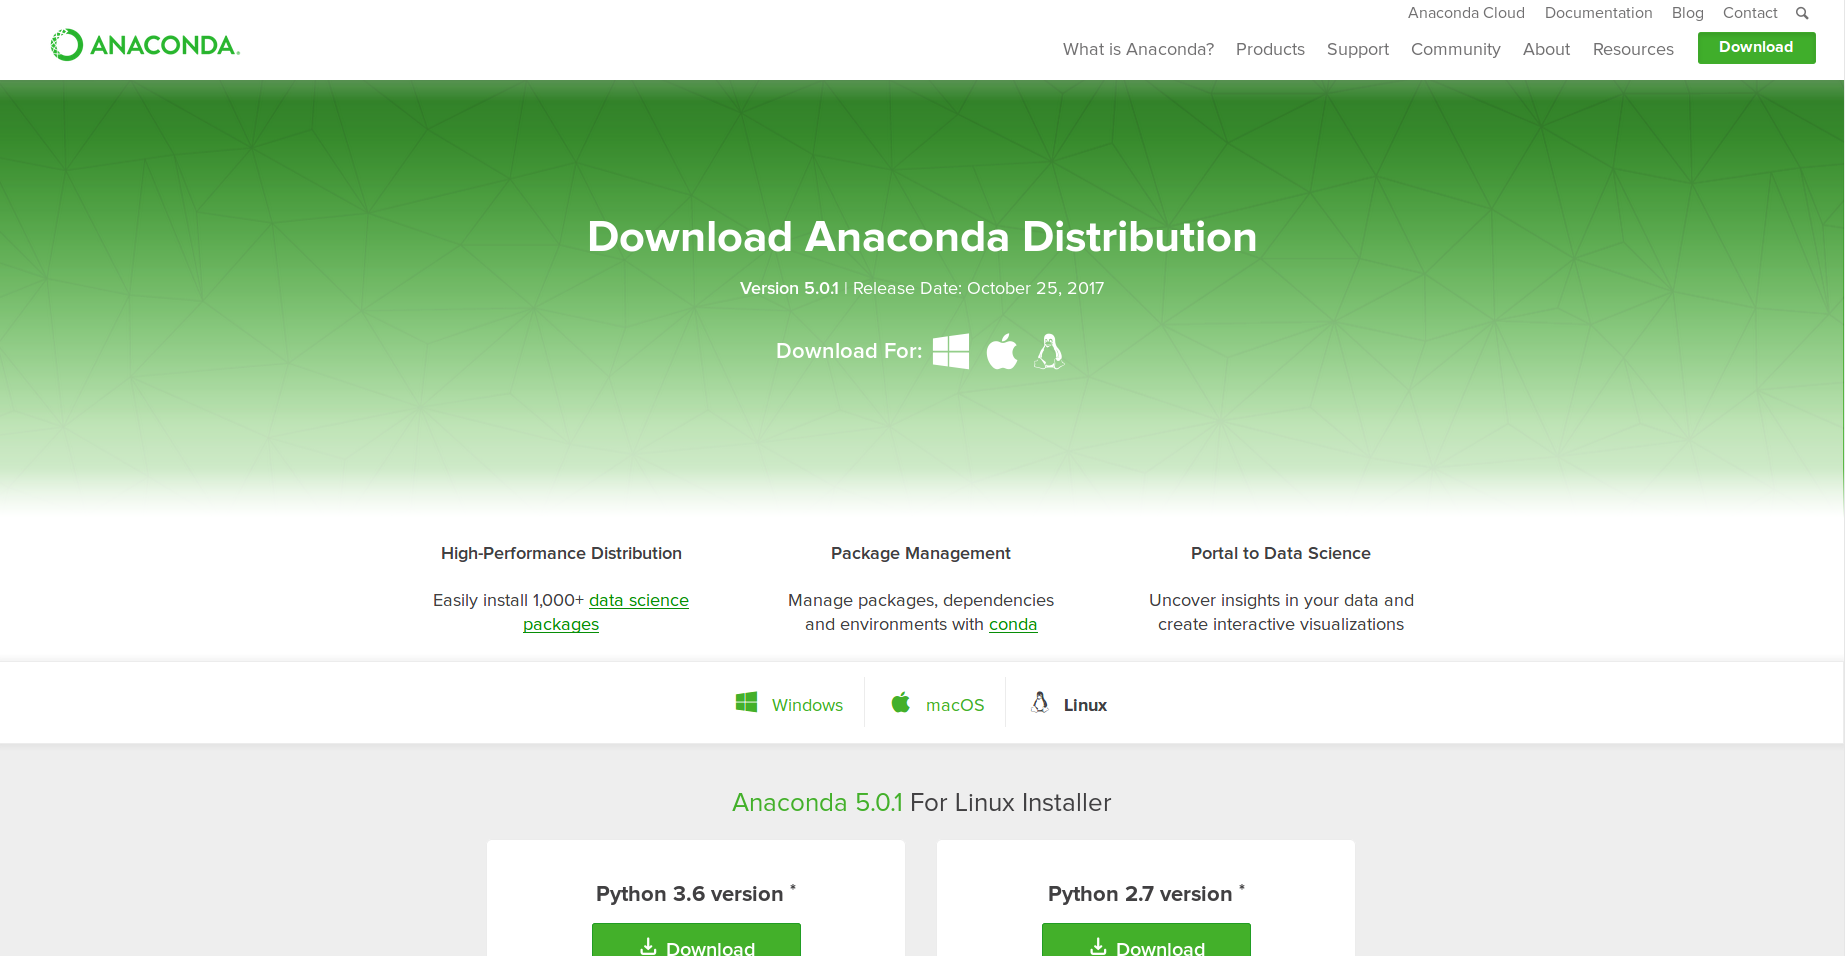 Anaconda Cloud Documentation Blog Contact
ANACONDA.
What is Anaconda? Products Support Community About Resources Download
Download Anaconda Distribution
Version 5.0.1 | Release Date: October 25, 2017
Download For:
High-Performance Distribution
Easily install 1,000+ data science
packages
Package Management
Manage packages, dependencies
and environments with conda
Portal to Data Science
Uncover insights in your data and
create interactive visualizations
Windows macOS Linux
Anaconda 5.0.1 For Linux Installer
Python 3.6 version *
Download
Python 2.7 version *
Download